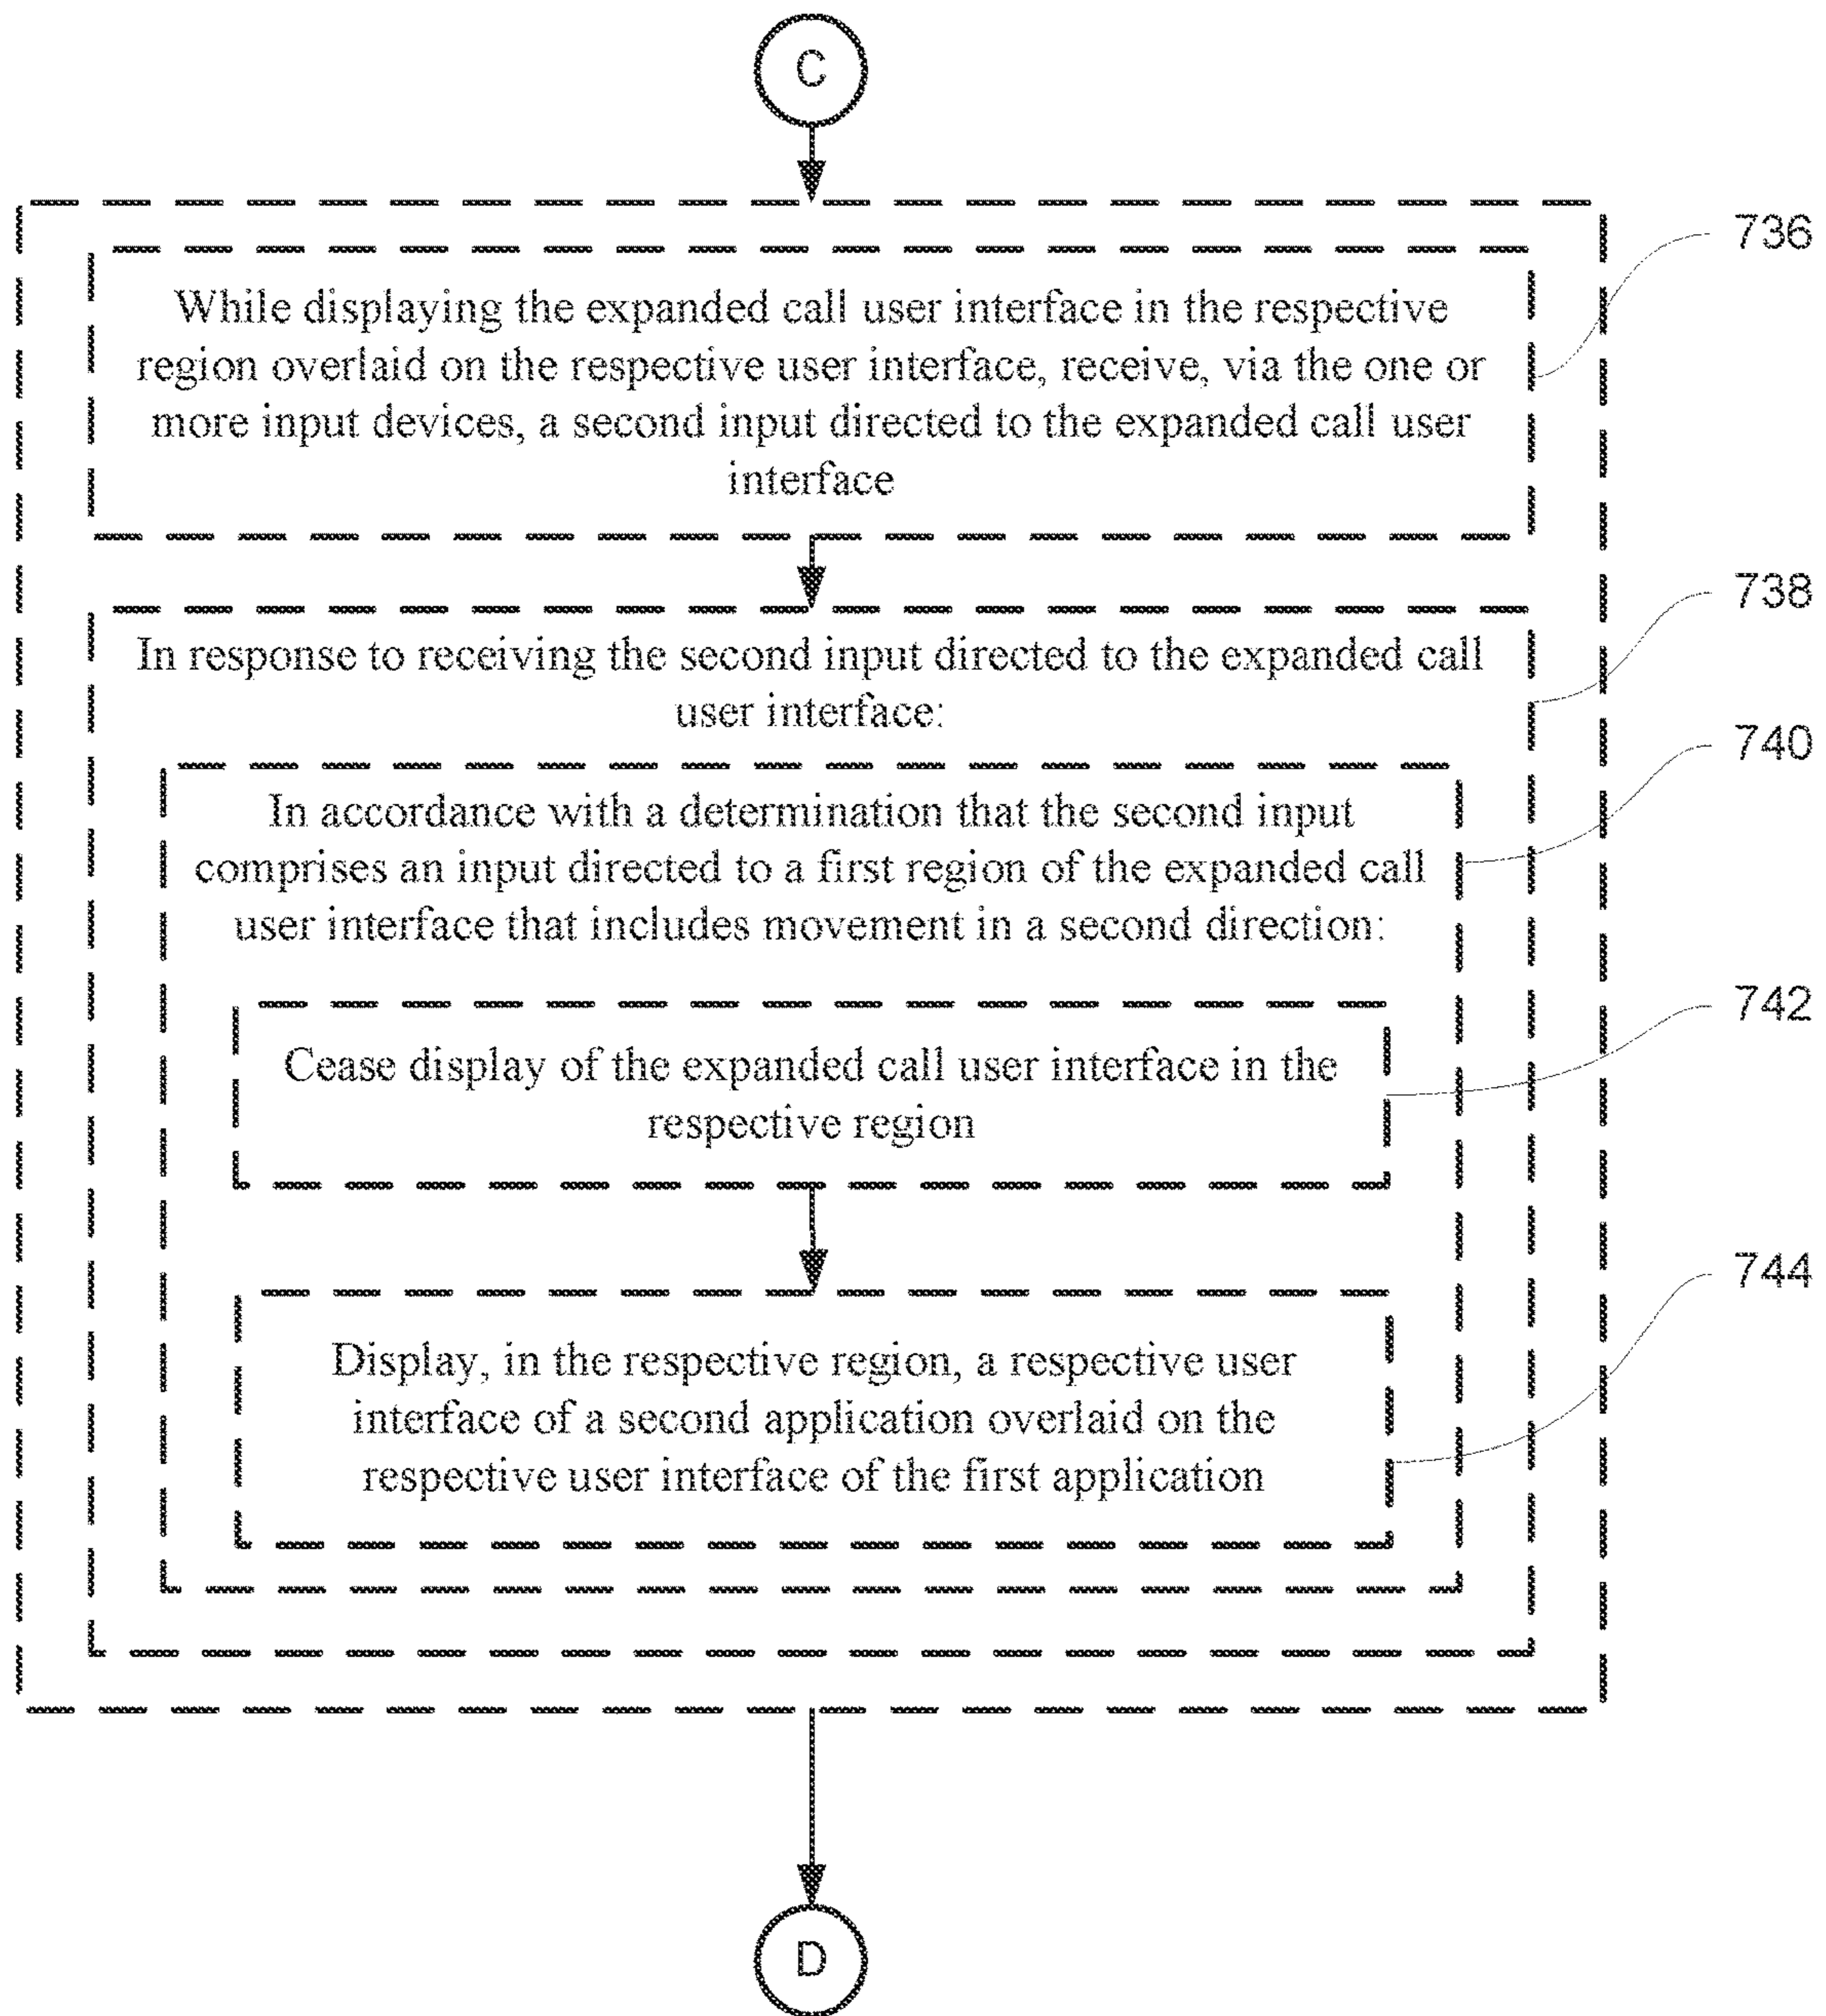 C
736
While displaying the expanded call user interface in the respective
region overlaid on the respective user interface, receive, via the one or
more input devices, a second input directed to the expanded call user
interface
738
In response to receiving the second input directed to the expanded call
user interface:
740
In accordance with a determination that the second input
comprises an input directed to a first region of the expanded call
user interface that includes movement in a second direction:
742
Cease display of the expanded call user interface in the
respective region
744
Display, in the respective region, a respective user
interface of a second application overlaid on the
respective user interface of the first application
D